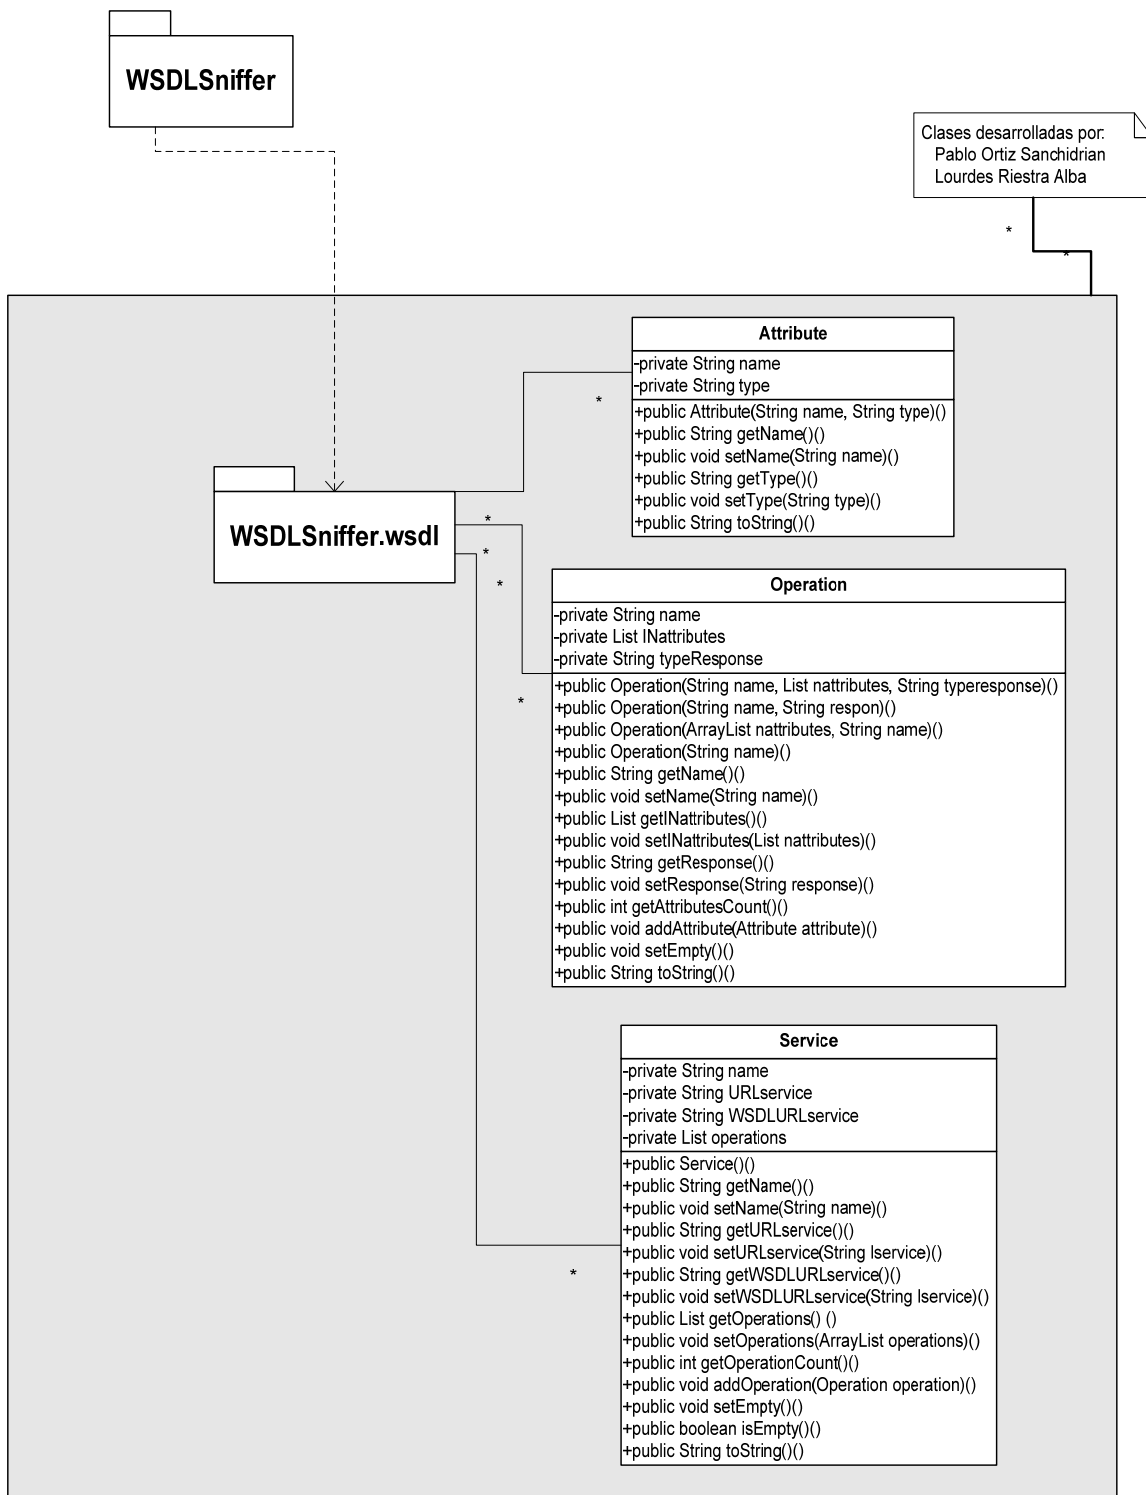 WSDLSniffer
Clases desarrolladas por:
Pablo Ortiz Sanchidrian
Lourdes Riestra Alba
*
*
Attribute
-private String name
-private String type
*
+public Attribute(String name, String type)()
+public String getName()()
+public void setName(String name)()
+public String getType()()
+public void setType(String type)()
+public String toString()()
WSDLSniffer.wsdl
*
*
*
Operation
-private String name
-private List INattributes
-private String typeResponse
*
+public Operation(String name, List nattributes, String typeresponse)()
+public Operation(String name, String respon)()
+public Operation(ArrayList nattributes, String name)()
+public Operation(String name)()
+public String getName()()
+public void setName(String name)()
+public List getINattributes()()
+public void setINattributes(List nattributes)()
+public String getResponse()()
+public void setResponse(String response)()
+public int getAttributesCount()()
+public void addAttribute(Attribute attribute)()
+public void setEmpty()()
+public String toString()()
Service
-private String name
-private String URLservice
-private String WSDLURLservice
-private List operations
+public Service()()
+public String getName()()
+public void setName(String name)()
+public String getURLservice()()
+public void setURLservice(String lservice)()
*
+public String getWSDLURLservice()()
+public void setWSDLURLservice(String lservice)()
+public List getOperations() ()
+public void setOperations(ArrayList operations)()
+public int getOperationCount()()
+public void addOperation(Operation operation)()
+public void setEmpty()()
+public boolean isEmpty()()
+public String toString()()